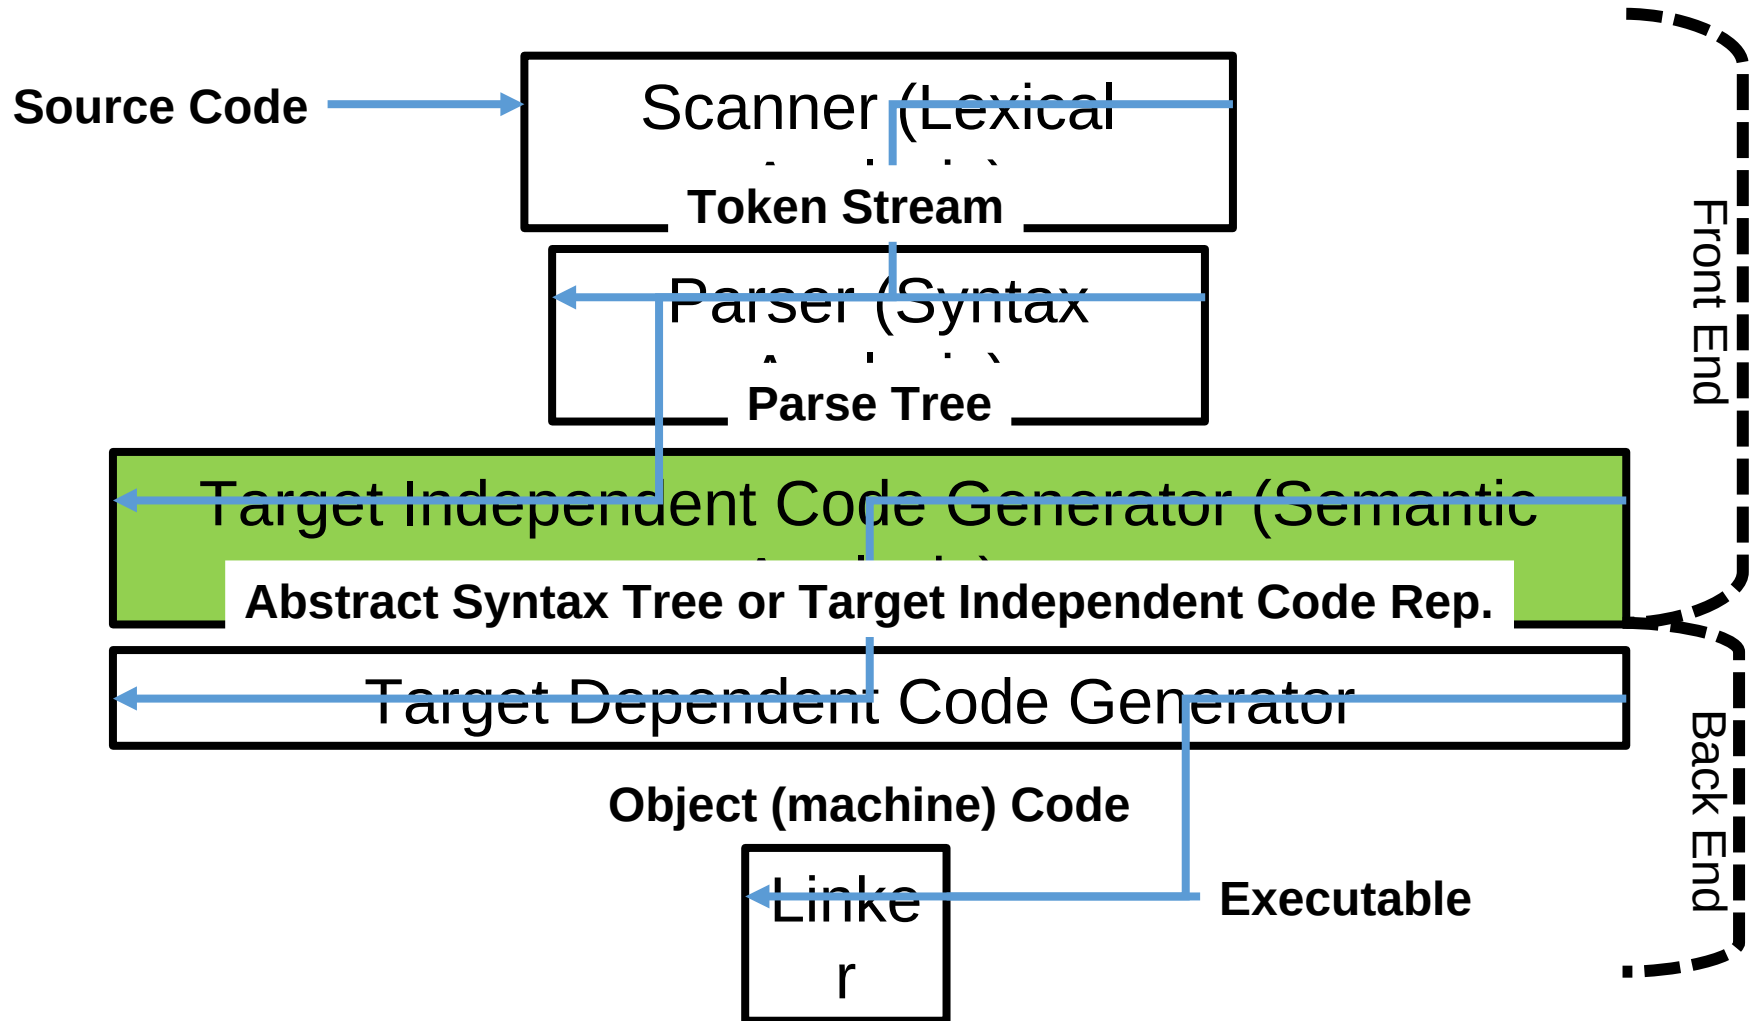 Source Code
Scanner (Lexical
Token Stream
Parser (Syntax
Parse Tree
Target Independent Code Generator (Semantic
Abstract Syntax Tree or Target Independent Code Rep.
Target Dependent Code Generator
Object (machine) Code
Linke
r
Executable
Front End
Back End